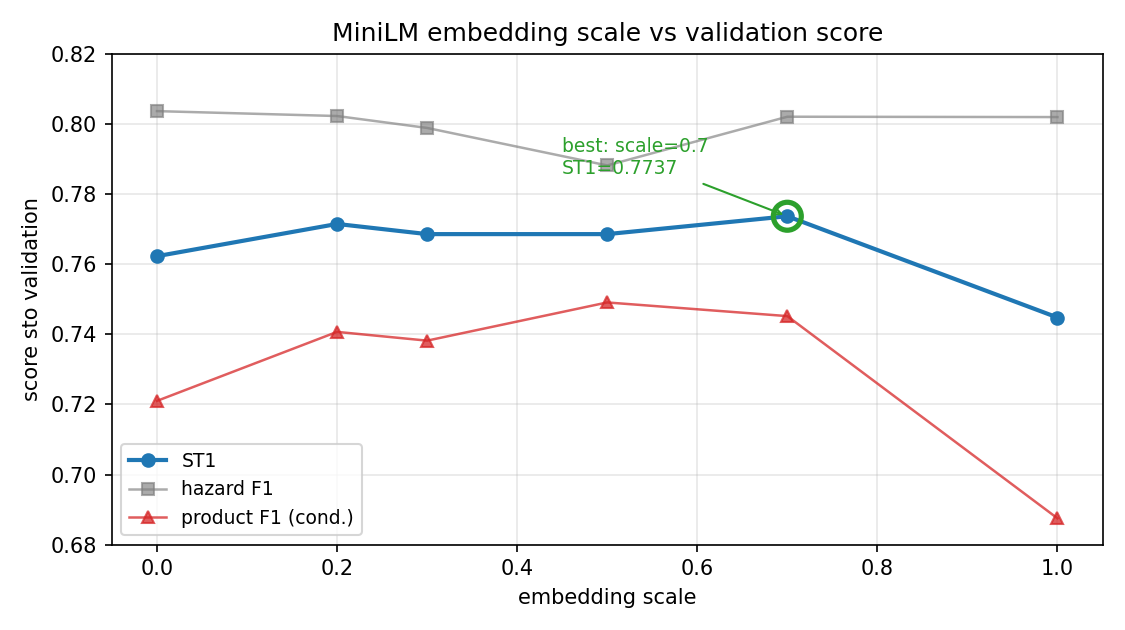 MiniLM embedding scale vs validation score
score sto validation
0.82
0.80
0.78
0.76
0.74
0.72
0.70
0.68
best: scale=0.7
ST1=0.7737
ST1
hazard F1
product F1 (cond.)
0.0 0.2 0.4 0.6 0.8 1.0
embedding scale